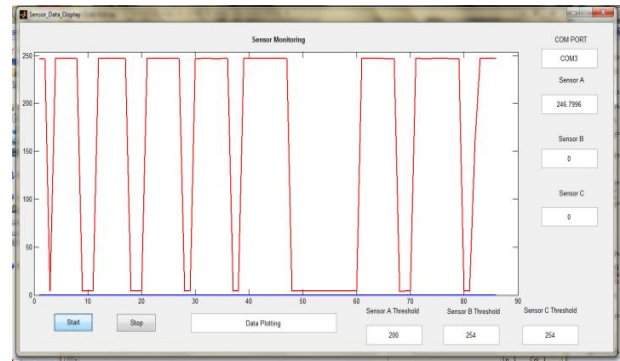 Sensor_Data_Display
Sensor Monitoring
COM PORT
COM3
Sensor A
246.7996
Sensor B
0
Sensor C
0
250
200
150
100
50
0
0 10 20 30 40 50 60 70 80 90
Start
Stop
Data Plotting
Sensor A Threshold
200
Sensor B Threshold
254
Sensor C Threshold
254